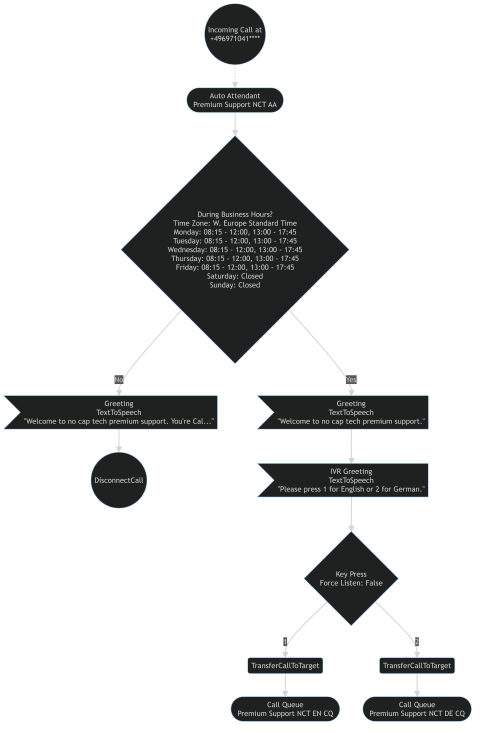 Incoming Call at
+496971041****
Auto Attendant
Premium Support NCT AA
During Business Hours?
Time Zone: W. Europe Standard Time
Monday: 08:15 - 12:00, 13:00 - 17:45
Tuesday: 08:15 - 12:00, 13:00 - 17:45
Wednesday: 08:15 - 12:00, 13:00 - 17:45
Thursday: 08:15 - 12:00, 13:00 - 17:45
Friday: 08:15 - 12:00, 13:00 - 17:45
Saturday: Closed
Sunday: Closed
No
Yes
Greeting
TextToSpeech
"Welcome to no cap tech premium support. You're Cal..."
Greeting
TextToSpeech
"Welcome to no cap tech premium support."
DisconnectCall
IVR Greeting
TextToSpeech
"Please press 1 for English or 2 for German."
Key Press
Force Listen: False
1
2
TransferCallToTarget
TransferCallToTarget
Call Queue
Premium Support NCT EN CQ
Call Queue
Premium Support NCT DE CQ